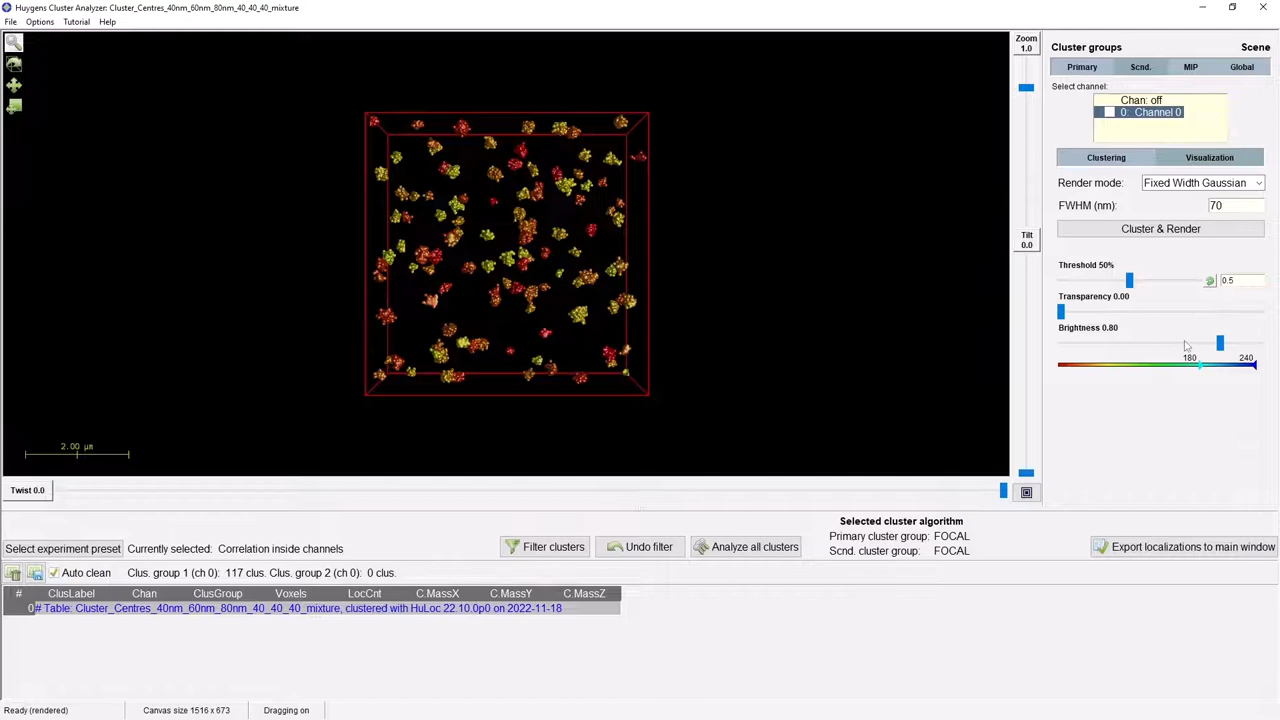 Huygens Cluster Analyzer: Cluster_Centres_40nm_60nm_80nm_40_40_40_mixture
File Options Tutorial Help
Zoom
1.0
Tilt
0.0
2.00 µm
Twist 0.0
Cluster groups Scene
Primary Scnd. MIP Global
Select channel:
Chan: off
0: Channel 0
Clustering Visualization
Render mode: Fixed Width Gaussian
FWHM (nm): 70
Cluster & Render
Threshold 50%
0.5
Transparency 0.00
Brightness 0.80
180 240
Selected cluster algorithm
Primary cluster group: FOCAL
Scnd. cluster group: FOCAL
Select experiment preset Currently selected: Correlation inside channels
Filter clusters Undo filter Analyze all clusters
Export localizations to main window
Auto clean Clus. group 1 (ch 0): 117 clus. Clus. group 2 (ch 0): 0 clus.
# ClusLabel Chan ClusGroup Voxels LocCnt C.MassX C.MassY C.MassZ
0 # Table: Cluster_Centres_40nm_60nm_80nm_40_40_40_mixture, clustered with HuLoc 22.10.0p0 on 2022-11-18
Ready (rendered) Canvas size 1516 x 673 Dragging on